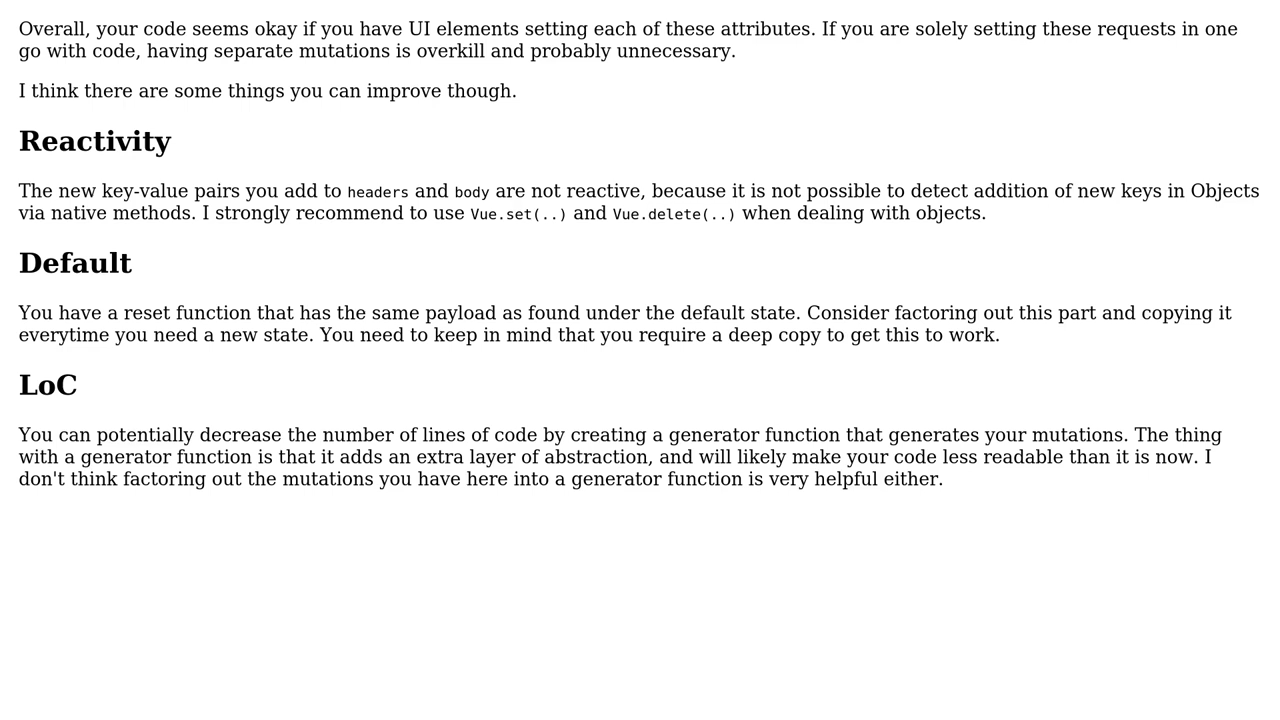 Overall, your code seems okay if you have UI elements setting each of these attributes. If you are solely setting these requests in one
go with code, having separate mutations is overkill and probably unnecessary.
I think there are some things you can improve though.
Reactivity
The new key-value pairs you add to headers and body are not reactive, because it is not possible to detect addition of new keys in Objects
via native methods. I strongly recommend to use Vue.set(..) and Vue.delete(..) when dealing with objects.
Default
You have a reset function that has the same payload as found under the default state. Consider factoring out this part and copying it
everytime you need a new state. You need to keep in mind that you require a deep copy to get this to work.
LoC
You can potentially decrease the number of lines of code by creating a generator function that generates your mutations. The thing
with a generator function is that it adds an extra layer of abstraction, and will likely make your code less readable than it is now. I
don't think factoring out the mutations you have here into a generator function is very helpful either.